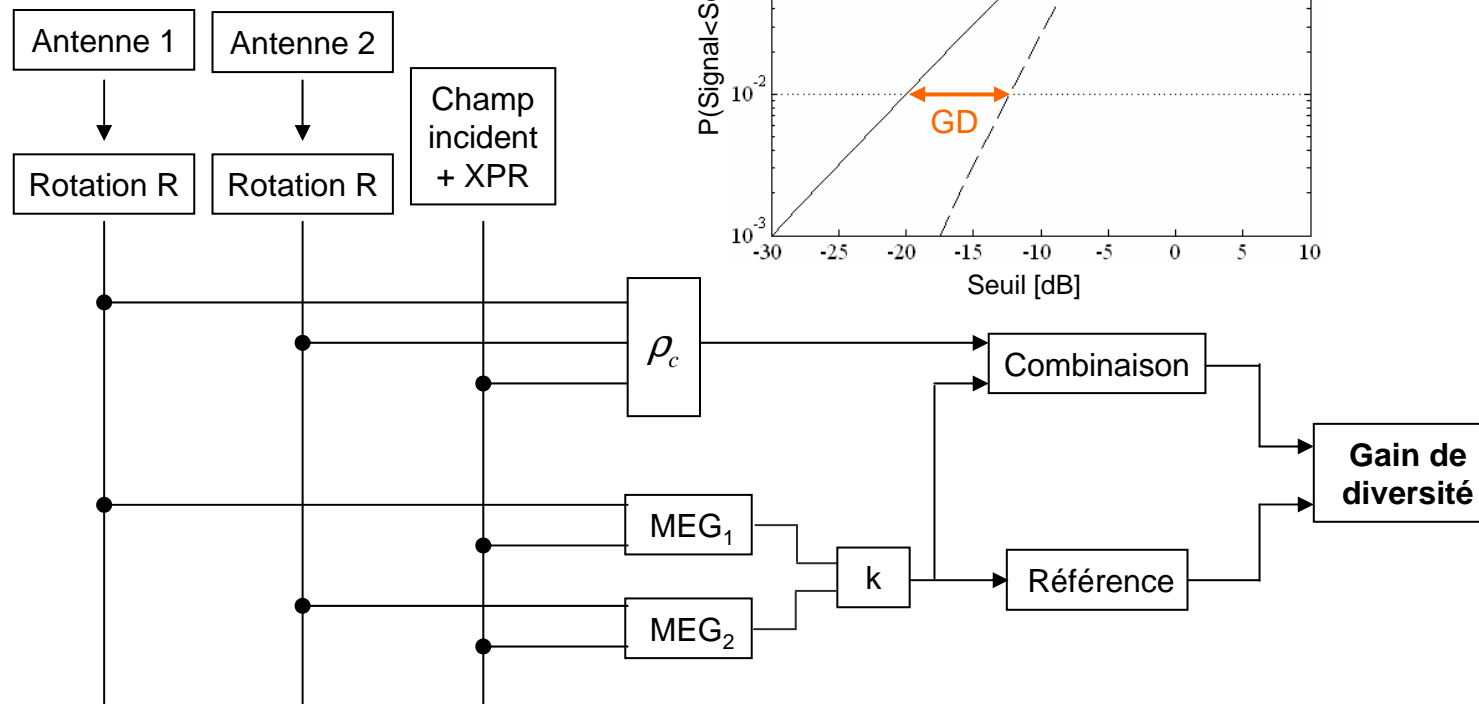 Antenne 1
Antenne 2
Champ
incident
+ XPR
Rotation R
Rotation R
10-2
GD
10-3
-30 -25 -20 -15 -10 -5 0 5 10
Seuil [dB]
ρc
Combinaison
Gain de
diversité
MEG1
k
Référence
MEG2